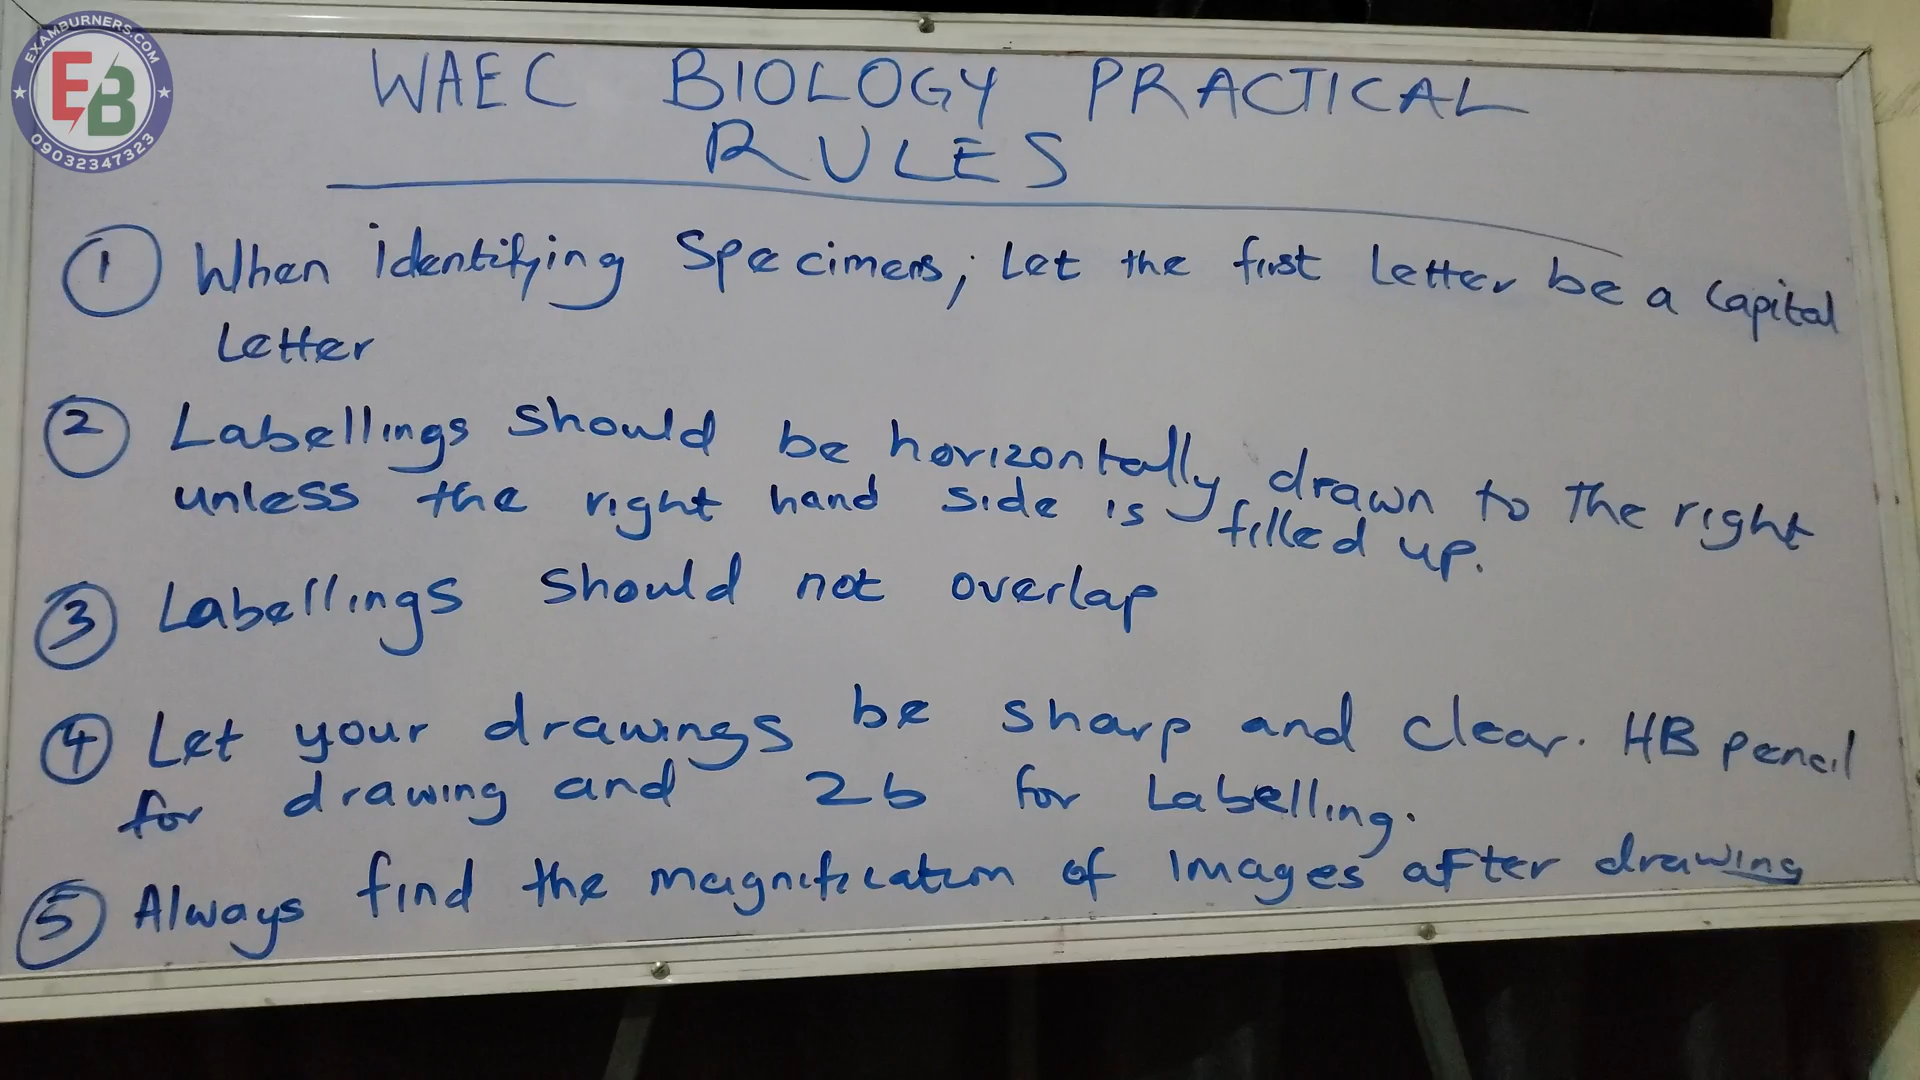 EXAMBURNERS.COM
EB
09032347323
WAEC BIOLOGY PRACTICAL
RULES
1 When identifying Specimens; Let the first Letter be a Capital
Letter
2 Labellings should be horizontally drawn to the right
unless the right hand side is filled up.
3 Labellings should not overlap
4 Let your drawings be sharp and clear. HB pencil
for drawing and 2b for Labelling.
5 Always find the magnification of images after drawing